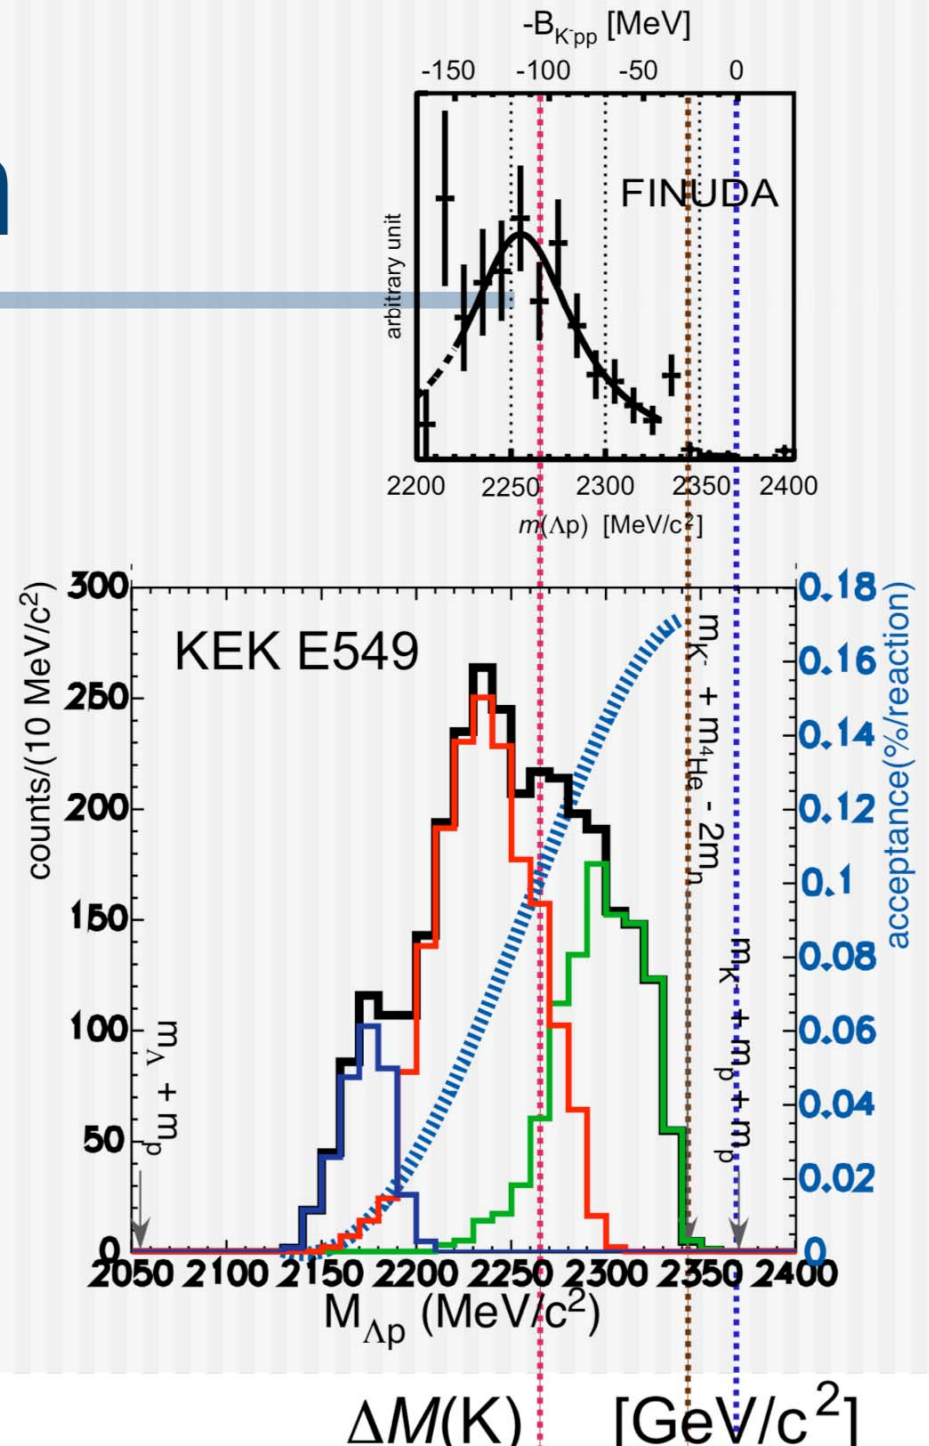 -B_K⁻pp [MeV]
-150 -100 -50 0
n
FINUDA
arbitrary unit
2200 2250 2300 2350 2400
m(Λp) [MeV/c²]
300 0.18
KEK E549
0.16
250
0.14
200
0.12
0.1
150
0.08
100
0.06
0.04
50
0.02
0 0
counts/(10 MeV/c²)
acceptance(%/reaction)
m_K⁻ + m_⁴He - 2m_n
m_K⁻ + m_p + m_p
m_Λ + m_p
2050 2100 2150 2200 2250 2300 2350 2400
M_Λp (MeV/c²)
ΔM(K) [GeV/c²]